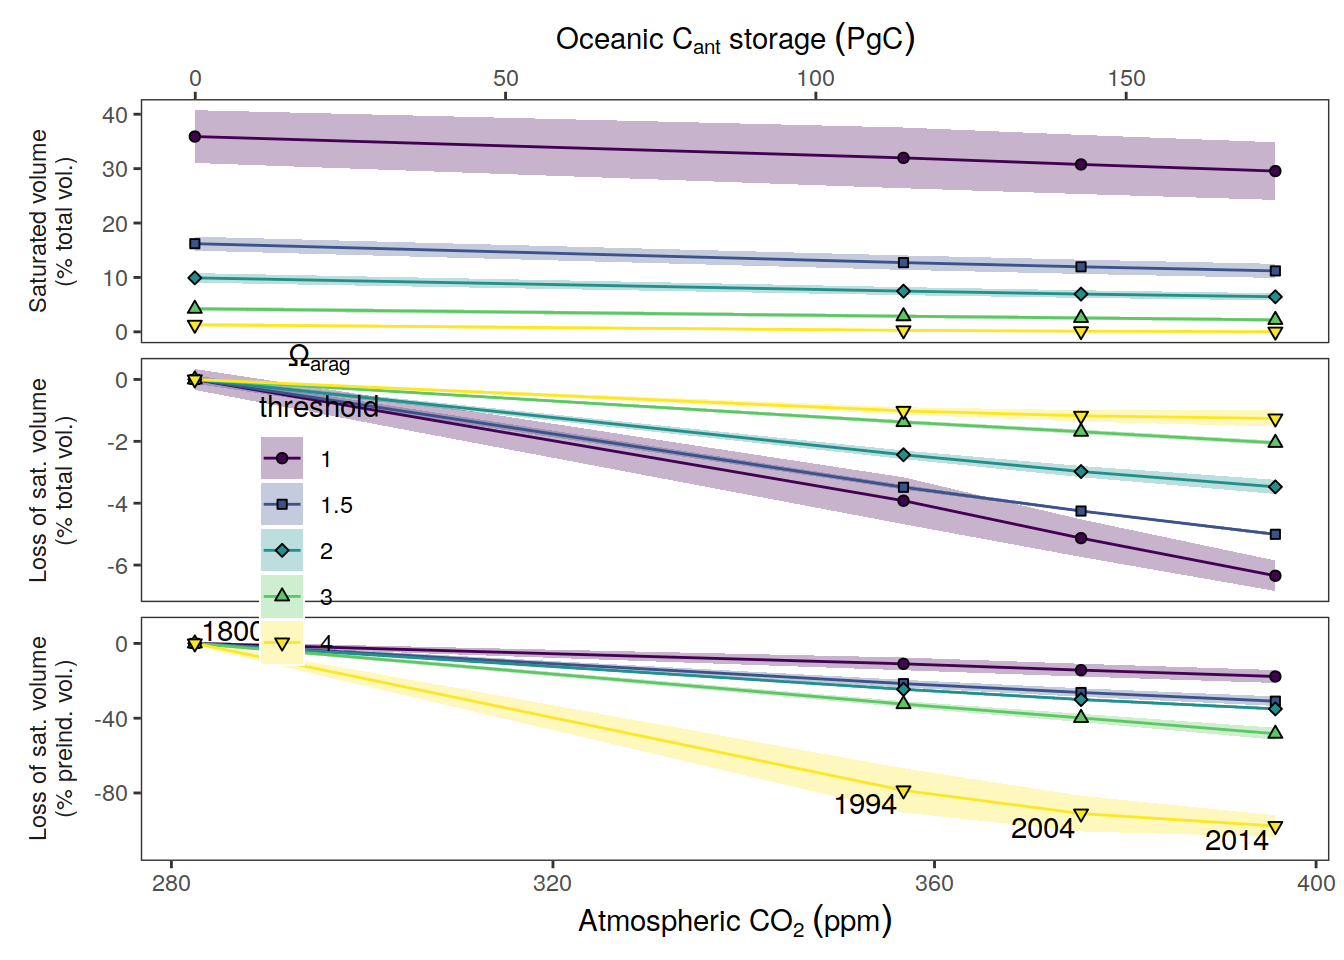 Oceanic Cant storage (PgC)
0 50 100 150
Saturated volume
(% total vol.)
40
30
20
10
0
Loss of sat. volume
(% total vol.)
0
-2
-4
-6
Ωarag
threshold
1
1.5
2
3
4
Loss of sat. volume
(% preind. vol.)
0
-40
-80
1800
1994
2004
2014
280 320 360 400
Atmospheric CO2 (ppm)